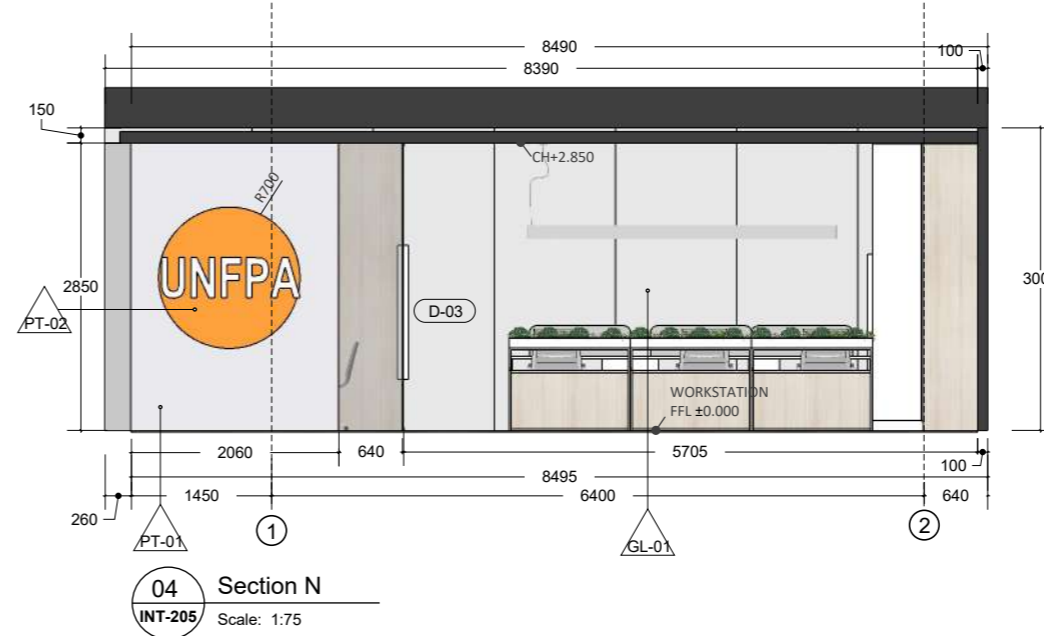 8490
100
8390
150
CH+2.850
R700
UNFPA
2850
300
PT-02
D-03
WORKSTATION
FFL ±0.000
2060
640
5705
100
8495
260
1450
6400
640
1
2
PT-01
GL-01
04
Section N
INT-205
Scale: 1:75